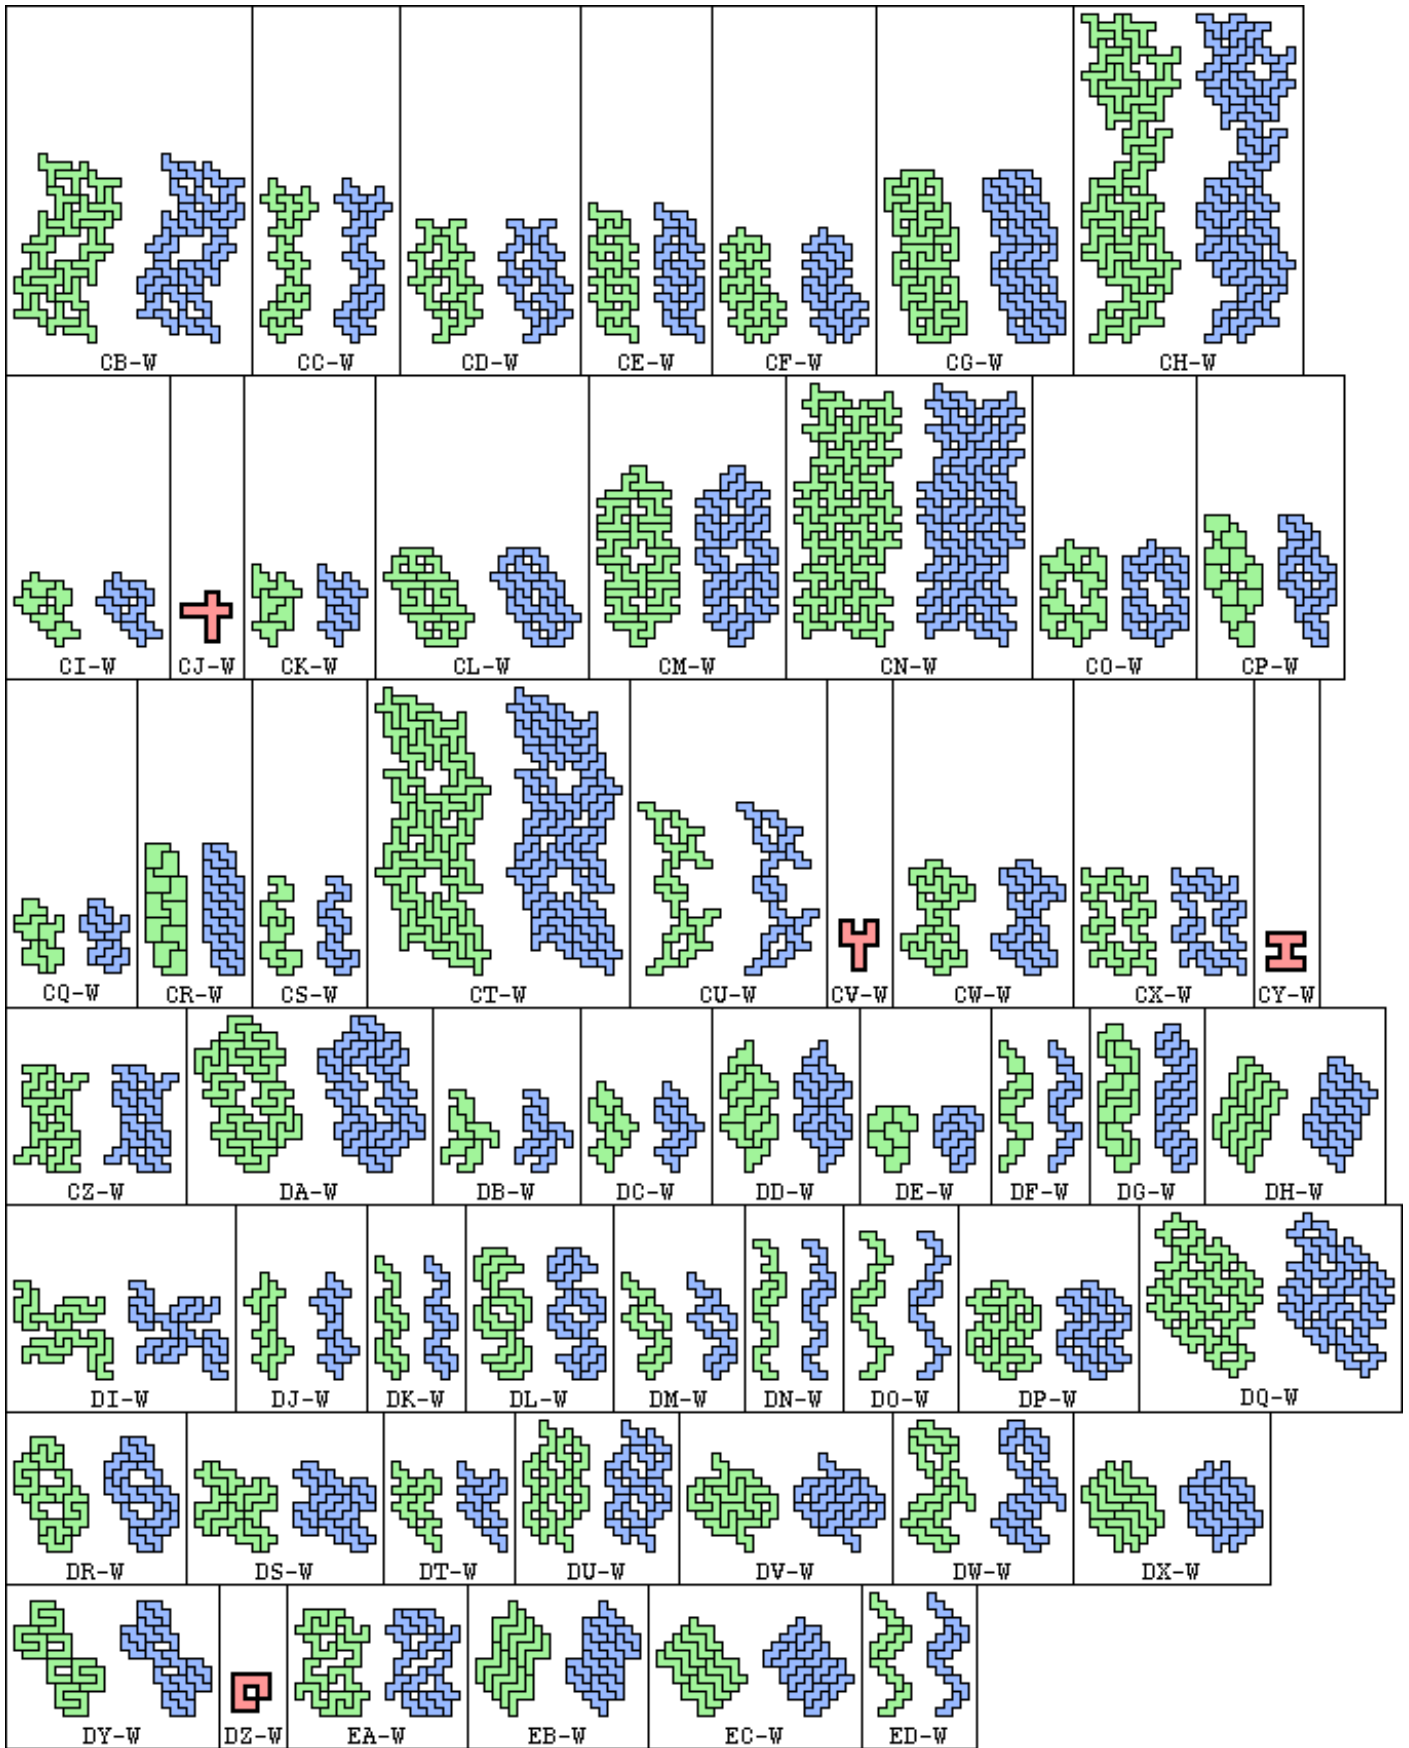 CB-W CC-W CD-W CE-W CF-W CG-W CH-W
CI-W CJ-W CK-W CL-W CM-W CN-W CO-W CP-W
CQ-W CR-W CS-W CT-W CU-W CV-W CW-W CX-W CY-W
CZ-W DA-W DB-W DC-W DD-W DE-W DF-W DG-W DH-W
DI-W DJ-W DK-W DL-W DM-W DN-W DO-W DP-W DQ-W
DR-W DS-W DT-W DU-W DV-W DW-W DX-W
DY-W DZ-W EA-W EB-W EC-W ED-W